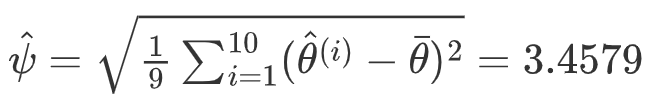 ψ̂ = √(1/9 ∑_{i=1}^{10} (θ̂^{(i)} − θ̄)²) = 3.4579